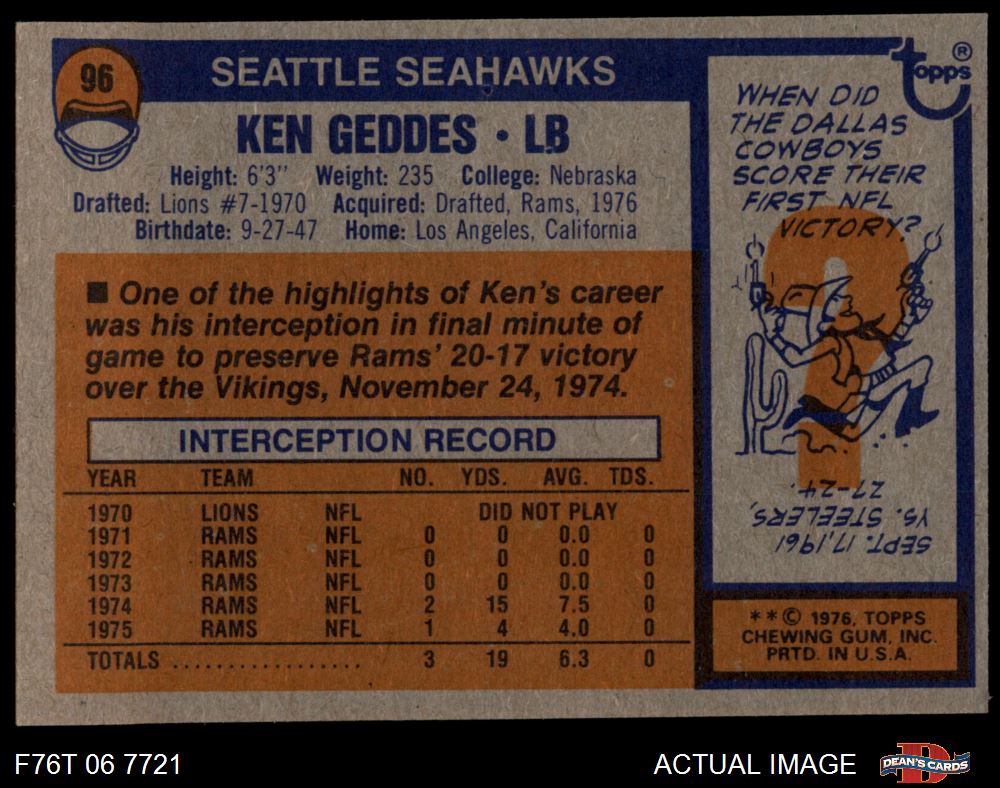 96
SEATTLE SEAHAWKS
KEN GEDDES • LB
Height: 6'3" Weight: 235 College: Nebraska
Drafted: Lions #7-1970 Acquired: Drafted, Rams, 1976
Birthdate: 9-27-47 Home: Los Angeles, California
■ One of the highlights of Ken's career
was his interception in final minute of
game to preserve Rams' 20-17 victory
over the Vikings, November 24, 1974.
INTERCEPTION RECORD
YEAR TEAM NO. YDS. AVG. TDS.
1970 LIONS NFL DID NOT PLAY
1971 RAMS NFL 0 0 0.0 0
1972 RAMS NFL 0 0 0.0 0
1973 RAMS NFL 0 0 0.0 0
1974 RAMS NFL 2 15 7.5 0
1975 RAMS NFL 1 4 4.0 0
TOTALS .................. 3 19 6.3 0
Topps ®
WHEN DID
THE DALLAS
COWBOYS
SCORE THEIR
FIRST NFL
VICTORY?
?
SEPT. 17, 1961
VS. STEELERS,
27-24.
**© 1976, TOPPS
CHEWING GUM, INC.
PRTD. IN U.S.A.
F76T 06 7721
ACTUAL IMAGE
D
DEAN'S CARDS